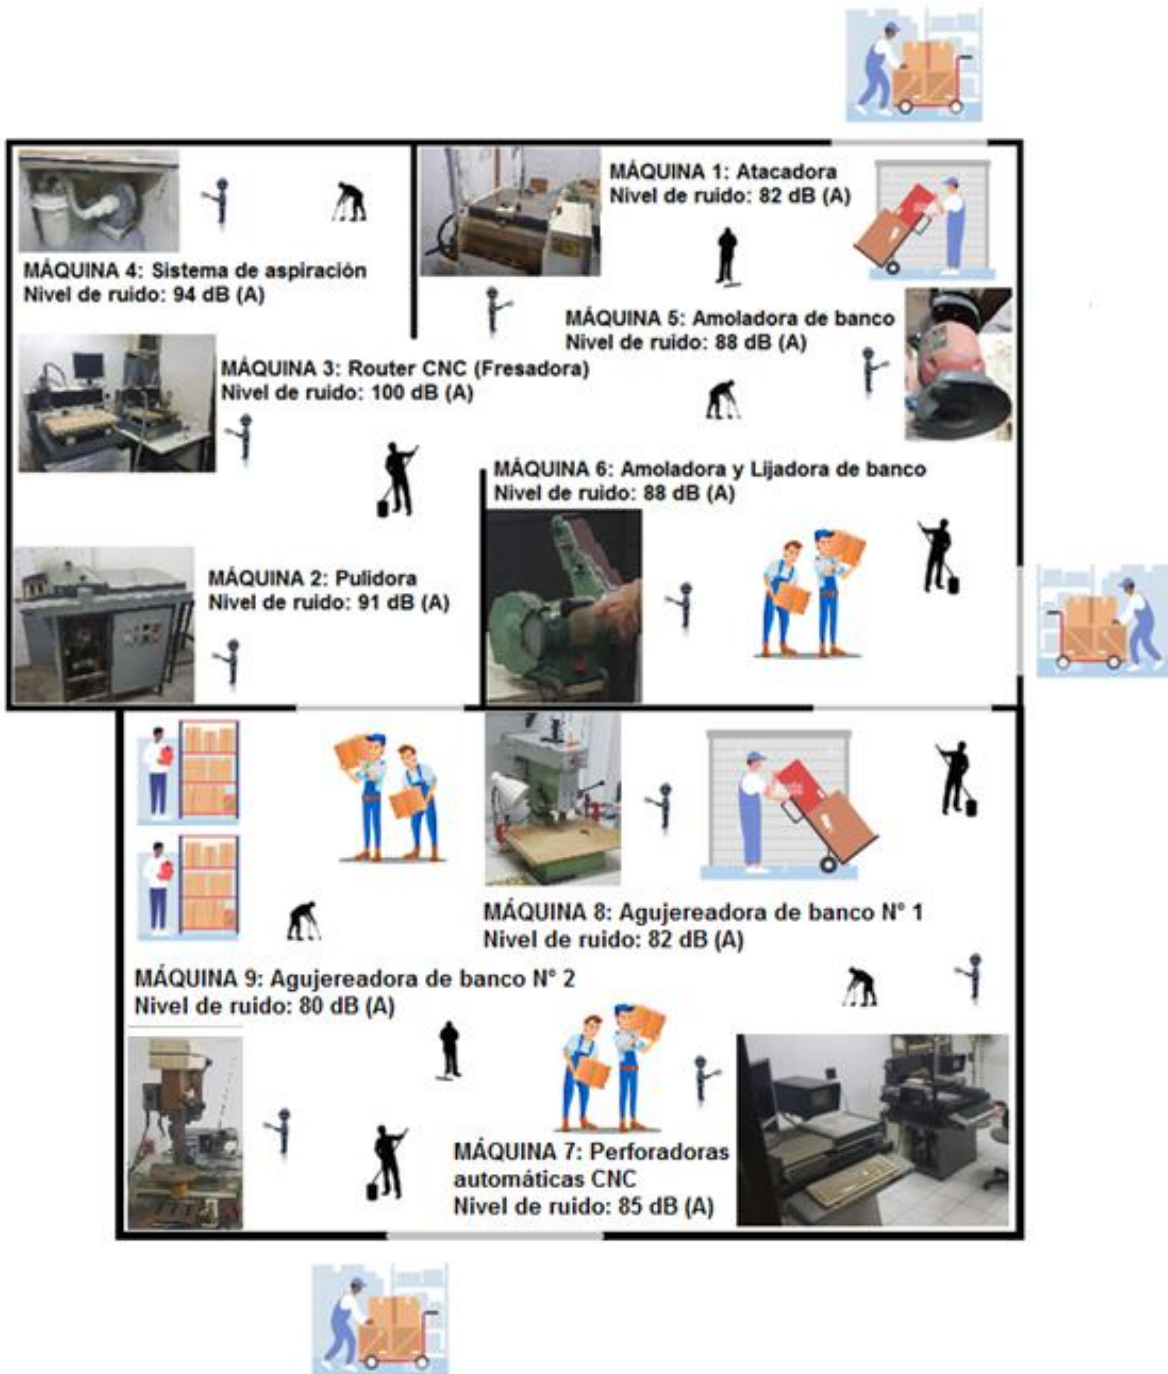 MÁQUINA 1: Atacadora
Nivel de ruido: 82 dB (A)
MÁQUINA 4: Sistema de aspiración
Nivel de ruido: 94 dB (A)
MÁQUINA 5: Amoladora de banco
Nivel de ruido: 88 dB (A)
MÁQUINA 3: Router CNC (Fresadora)
Nivel de ruido: 100 dB (A)
MÁQUINA 6: Amoladora y Lijadora de banco
Nivel de ruido: 88 dB (A)
MÁQUINA 2: Pulidora
Nivel de ruido: 91 dB (A)
MÁQUINA 8: Agujereadora de banco N° 1
Nivel de ruido: 82 dB (A)
MÁQUINA 9: Agujereadora de banco N° 2
Nivel de ruido: 80 dB (A)
MÁQUINA 7: Perforadoras
automáticas CNC
Nivel de ruido: 85 dB (A)